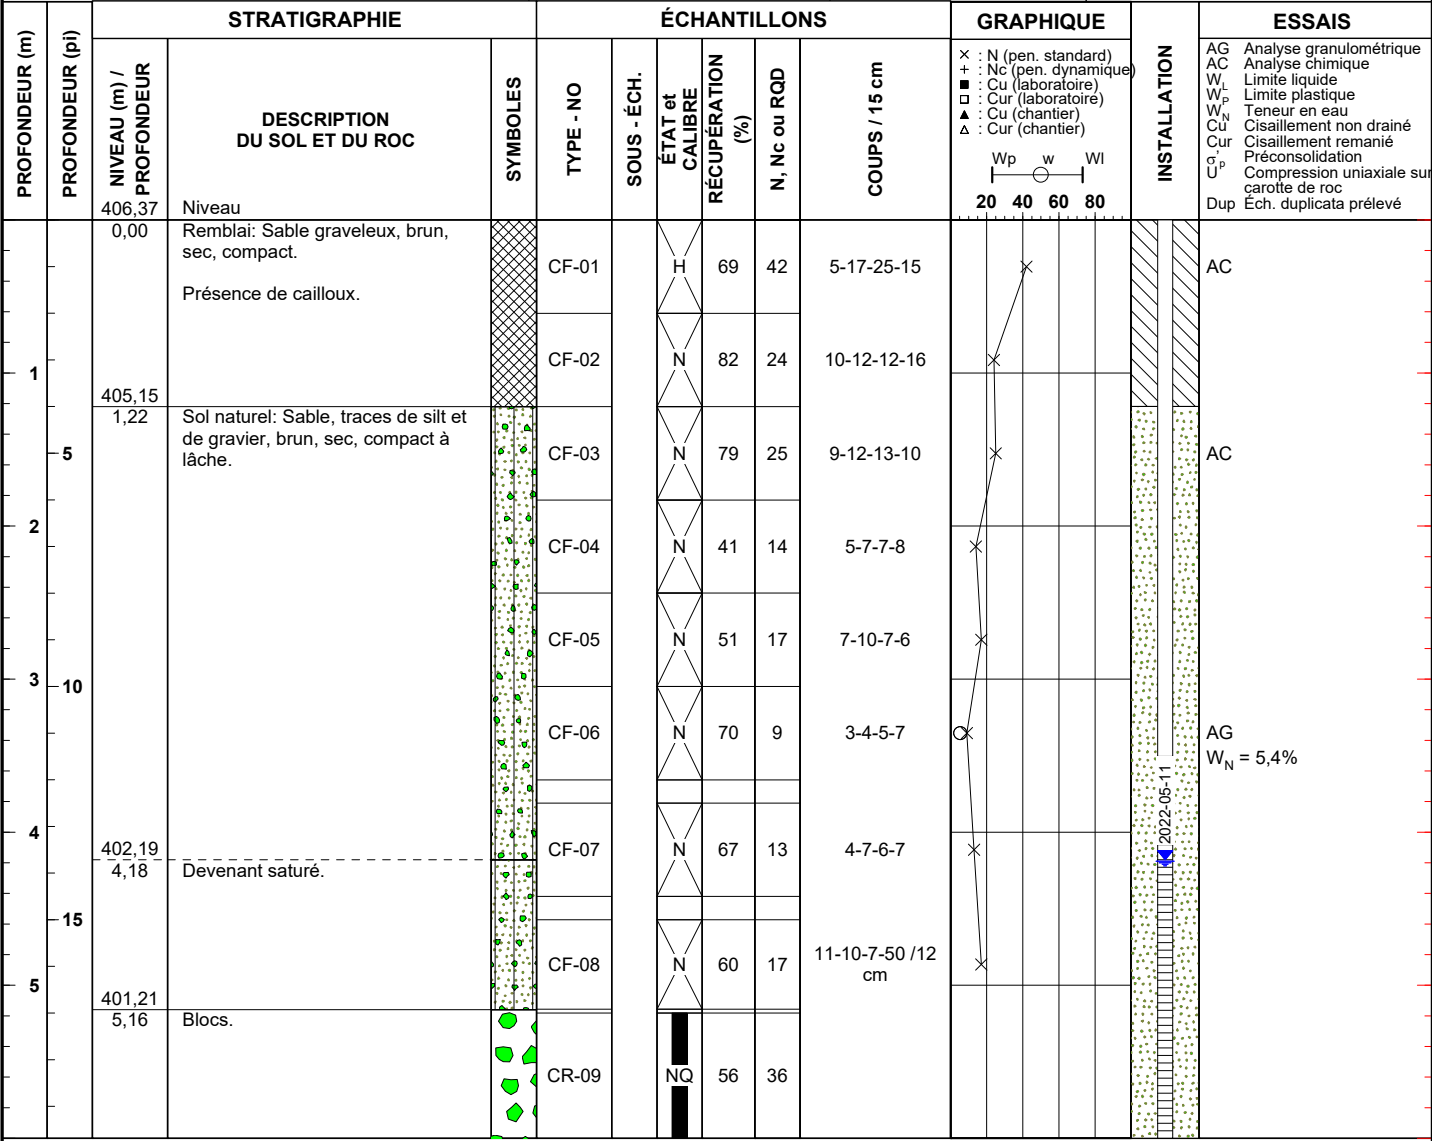 STRATIGRAPHIE
ÉCHANTILLONS
GRAPHIQUE
ESSAIS
PROFONDEUR (m)
PROFONDEUR (pi)
NIVEAU (m) /
PROFONDEUR
DESCRIPTION
DU SOL ET DU ROC
SYMBOLES
TYPE - NO
SOUS - ÉCH.
ÉTAT et
CALIBRE
RÉCUPÉRATION
(%)
N, Nc ou RQD
COUPS / 15 cm
× : N (pen. standard)
+ : Nc (pen. dynamique)
■ : Cu (laboratoire)
□ : Cur (laboratoire)
▲ : Cu (chantier)
△ : Cur (chantier)
Wp w Wl
20 40 60 80
INSTALLATION
AG Analyse granulométrique
AC Analyse chimique
W_L Limite liquide
W_P Limite plastique
W_N Teneur en eau
Cu Cisaillement non drainé
Cur Cisaillement remanié
σ'_p Préconsolidation
U Compression uniaxiale sur
carotte de roc
Dup Éch. duplicata prélevé
406,37 Niveau
0,00 Remblai: Sable graveleux, brun,
sec, compact.
Présence de cailloux.
CF-01 H 69 42 5-17-25-15 AC
CF-02 N 82 24 10-12-12-16
1
405,15
1,22 Sol naturel: Sable, traces de silt et
de gravier, brun, sec, compact à
lâche.
5 CF-03 N 79 25 9-12-13-10 AC
2
CF-04 N 41 14 5-7-7-8
CF-05 N 51 17 7-10-7-6
3
10
CF-06 N 70 9 3-4-5-7 AG
W_N = 5,4%
2022-05-11
4
402,19
CF-07 N 67 13 4-7-6-7
4,18 Devenant saturé.
15
CF-08 N 60 17 11-10-7-50 /12
cm
5
401,21
5,16 Blocs.
CR-09 NQ 56 36